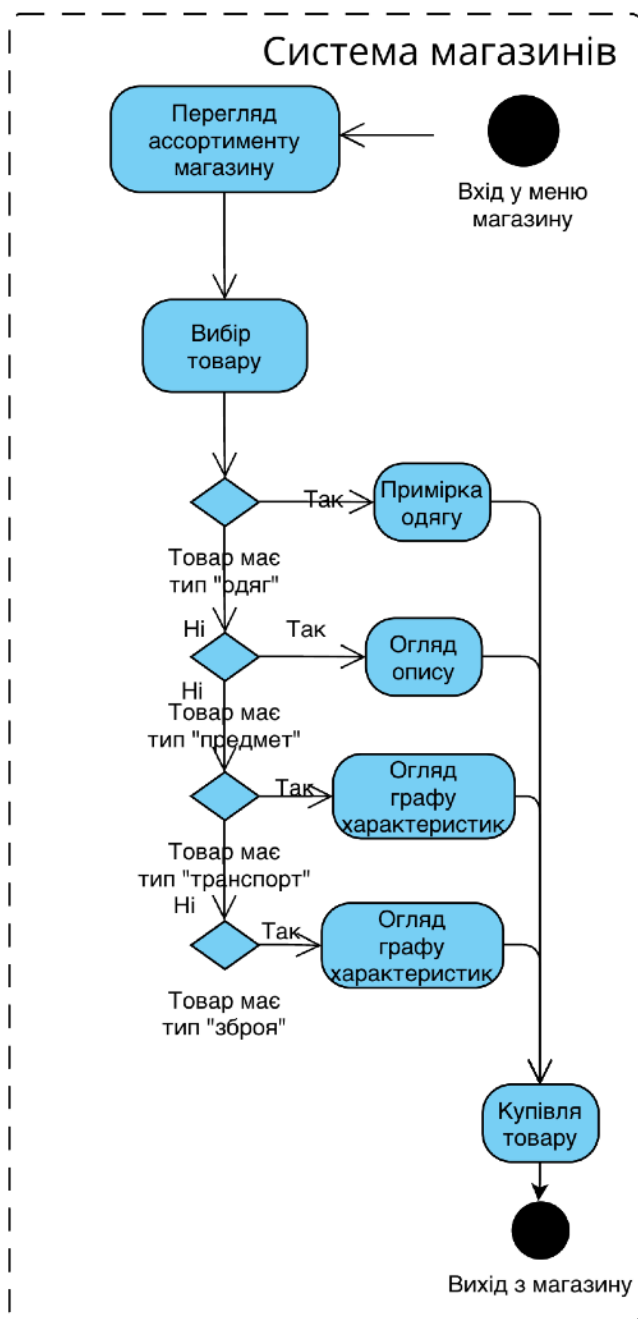 Система магазинів
Перегляд
ассортименту
магазину
Вхід у меню
магазину
Вибір
товару
Так
Примірка
одягу
Товар має
тип "одяг"
Ні
Так
Огляд
опису
Ні
Товар має
тип "предмет"
Так
Огляд
графу
характеристик
Товар має
тип "транспорт"
Ні
Так
Огляд
графу
характеристик
Товар має
тип "зброя"
Купівля
товару
Вихід з магазину